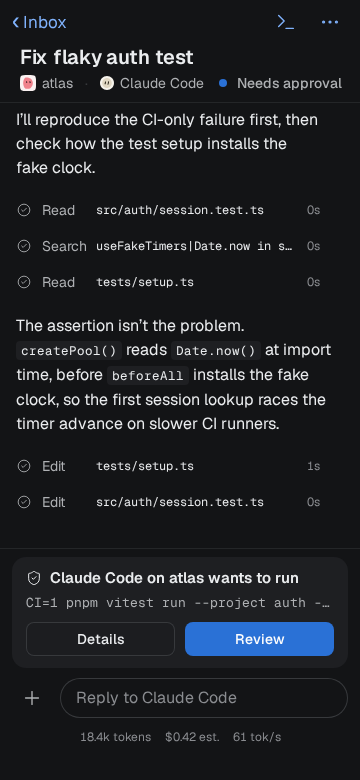 Inbox
Fix flaky auth test
atlas · Claude Code Needs approval
I’ll reproduce the CI-only failure first, then
check how the test setup installs the
fake clock.
Read src/auth/session.test.ts 0s
Search useFakeTimers|Date.now in s… 0s
Read tests/setup.ts 0s
The assertion isn’t the problem.
createPool() reads Date.now() at import
time, before beforeAll installs the fake
clock, so the first session lookup races the
timer advance on slower CI runners.
Edit tests/setup.ts 1s
Edit src/auth/session.test.ts 0s
Claude Code on atlas wants to run
CI=1 pnpm vitest run --project auth -…
Details Review
Reply to Claude Code
18.4k tokens $0.42 est. 61 tok/s